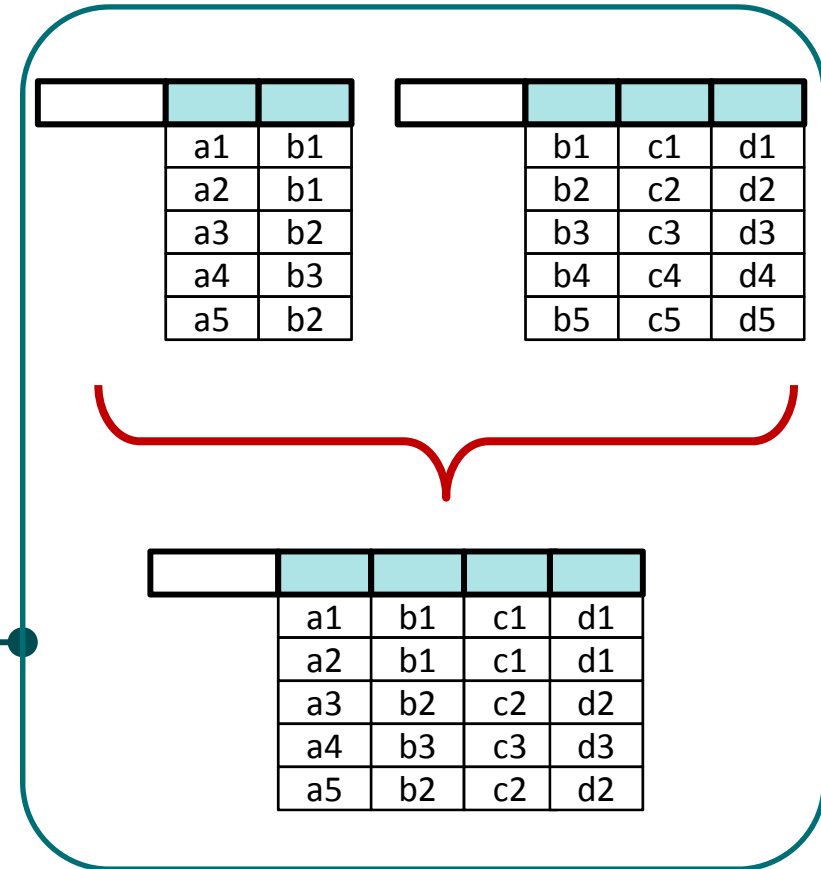 a1 b1 b1 c1 d1
a2 b1 b2 c2 d2
a3 b2 b3 c3 d3
a4 b3 b4 c4 d4
a5 b2 b5 c5 d5
a1 b1 c1 d1
a2 b1 c1 d1
a3 b2 c2 d2
a4 b3 c3 d3
a5 b2 c2 d2